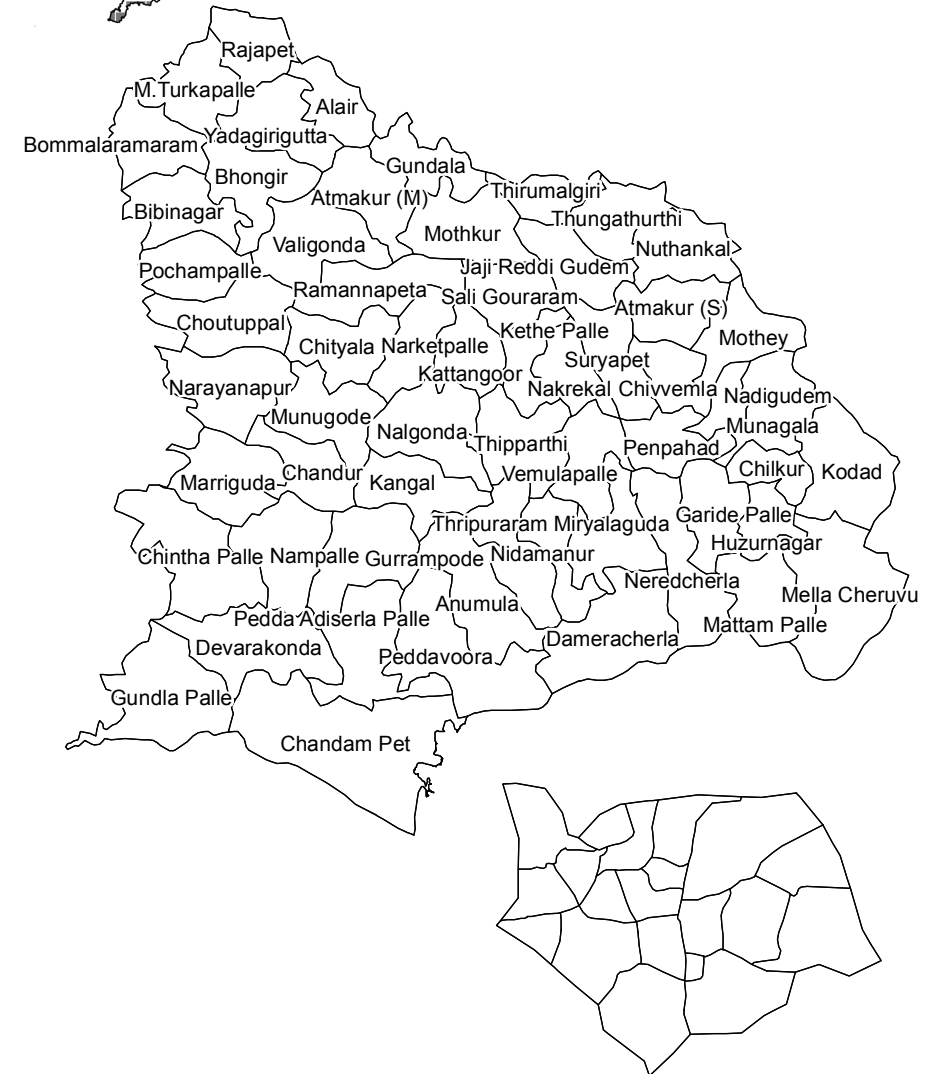 Rajapet
M.Turkapalle
Alair
Yadagirigutta
Bommalaramaram
Gundala
Bhongir
Thirumalgiri
Atmakur (M)
Bibinagar
Thungathurthi
Mothkur
Valigonda
Nuthankal
Pochampalle
Jaji Reddi Gudem
Ramannapeta
Sali Gouraram
Atmakur (S)
Choutuppal
Kethe Palle
Mothey
Chityala
Narketpalle
Suryapet
Kattangoor
Narayanapur
Nakrekal
Chivvemla
Nadigudem
Munugode
Munagala
Nalgonda
Thipparthi
Penpahad
Chilkur
Kodad
Chandur
Vemulapalle
Marriguda
Kangal
Garide Palle
Thripuraram
Miryalaguda
Huzurnagar
Chintha Palle
Nampalle
Gurrampode
Nidamanur
Neredcherla
Mella Cheruvu
Anumula
Pedda Adiserla Palle
Mattam Palle
Dameracherla
Devarakonda
Peddavoora
Gundla Palle
Chandam Pet